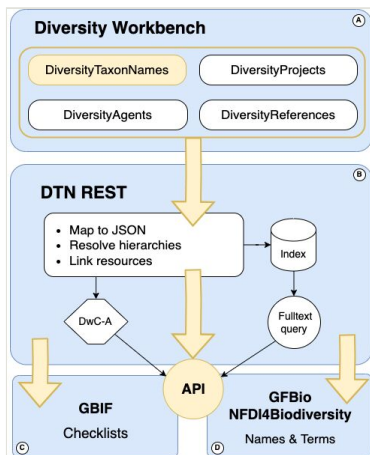 A
Diversity Workbench
DiversityTaxonNames
DiversityProjects
DiversityAgents
DiversityReferences
B
DTN REST
• Map to JSON
• Resolve hierarchies
• Link resources
Index
DwC-A
Fulltext
query
API
GBIF
Checklists
C
GFBio
NFDI4Biodiversity
Names & Terms
D